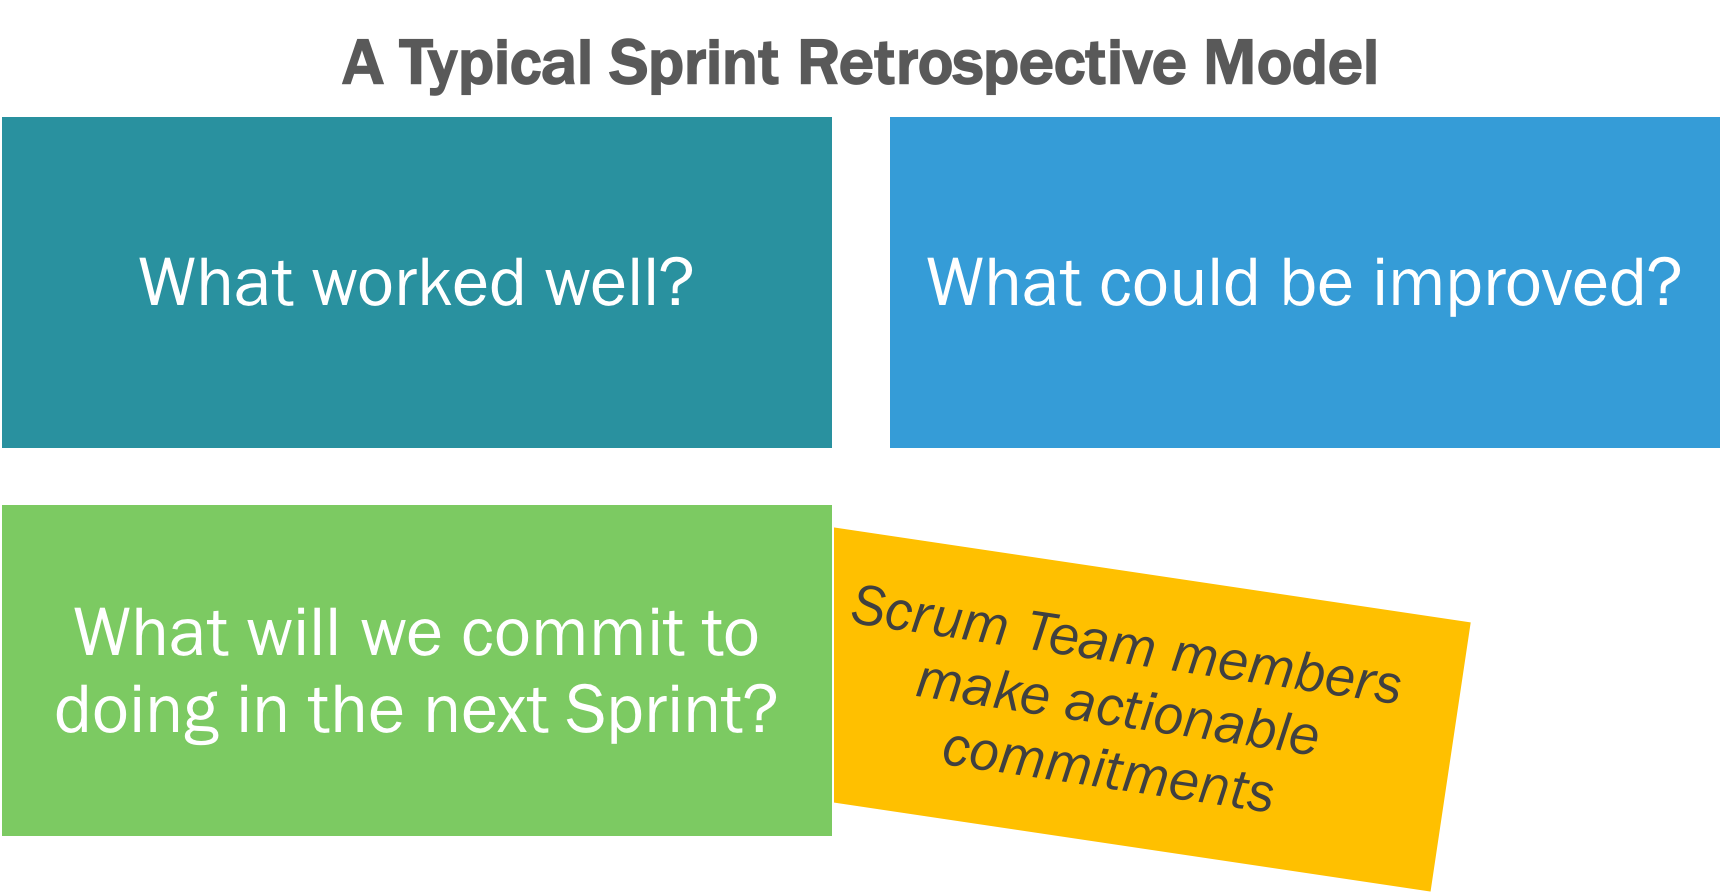 A Typical Sprint Retrospective Model
What worked well?
What could be improved?
What will we commit to
doing in the next Sprint?
Scrum Team members
make actionable
commitments